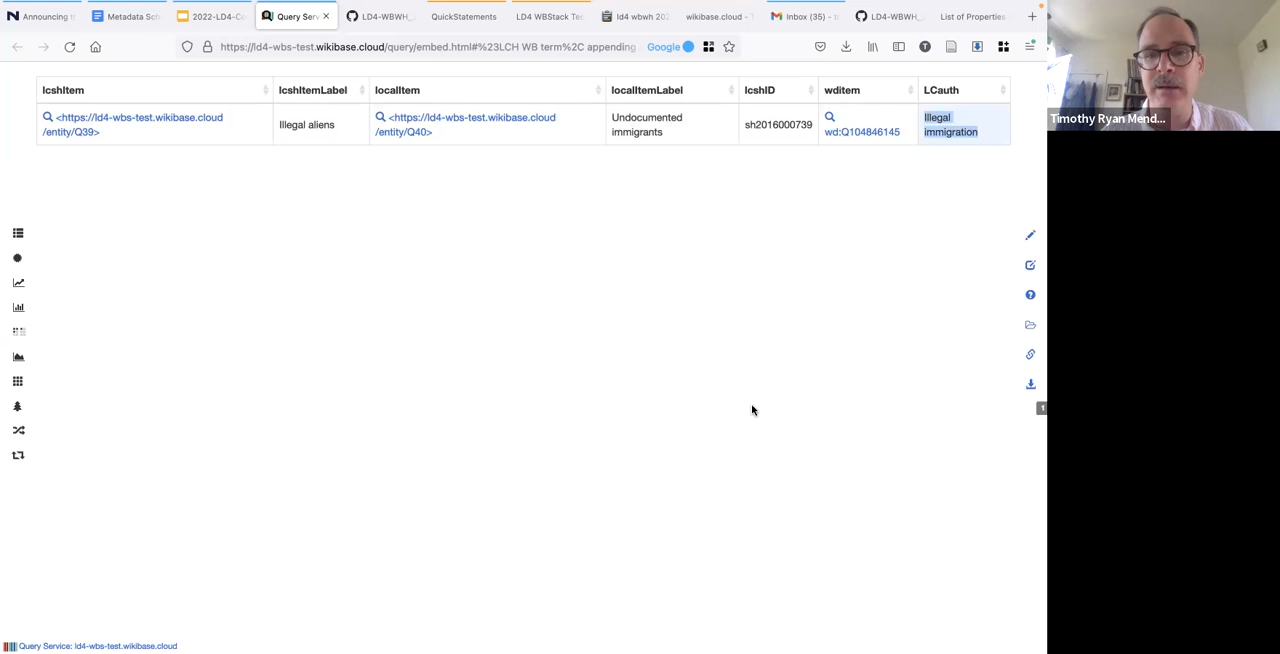 Announcing t
Metadata Sch
2022-LD4-Co
Query Serv
LD4-WBWH_
QuickStatements
LD4 WBStack Tes
ld4 wbwh 202
wikibase.cloud - T
Inbox (35) - t
LD4-WBWH_
List of Properties
https://ld4-wbs-test.wikibase.cloud/query/embed.html#%23LCH WB term%2C appending
Google
lcshItem
lcshItemLabel
localItem
localItemLabel
lcshID
wditem
LCauth
<https://ld4-wbs-test.wikibase.cloud
/entity/Q39>
Illegal aliens
<https://ld4-wbs-test.wikibase.cloud
/entity/Q40>
Undocumented
immigrants
sh2016000739
wd:Q104846145
Illegal
immigration
Timothy Ryan Mend...
1
Query Service: ld4-wbs-test.wikibase.cloud